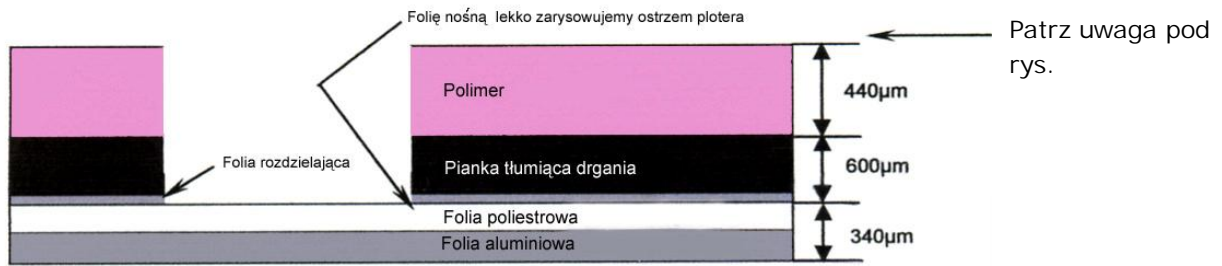 Folię nośną lekko zarysowujemy ostrzem plotera
Patrz uwaga pod
rys.
Polimer
440µm
Folia rozdzielająca
Pianka tłumiąca drgania
600µm
Folia poliestrowa
Folia aluminiowa
340µm